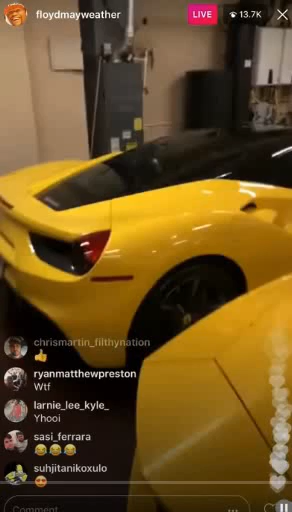 floydmayweather
LIVE
13.7K
chrismartin_filthynation
👍
ryanmatthewpreston
Wtf
larnie_lee_kyle_
Yhooi
sasi_ferrara
😂😂😂
suhjitanikoxulo
😍
Comment